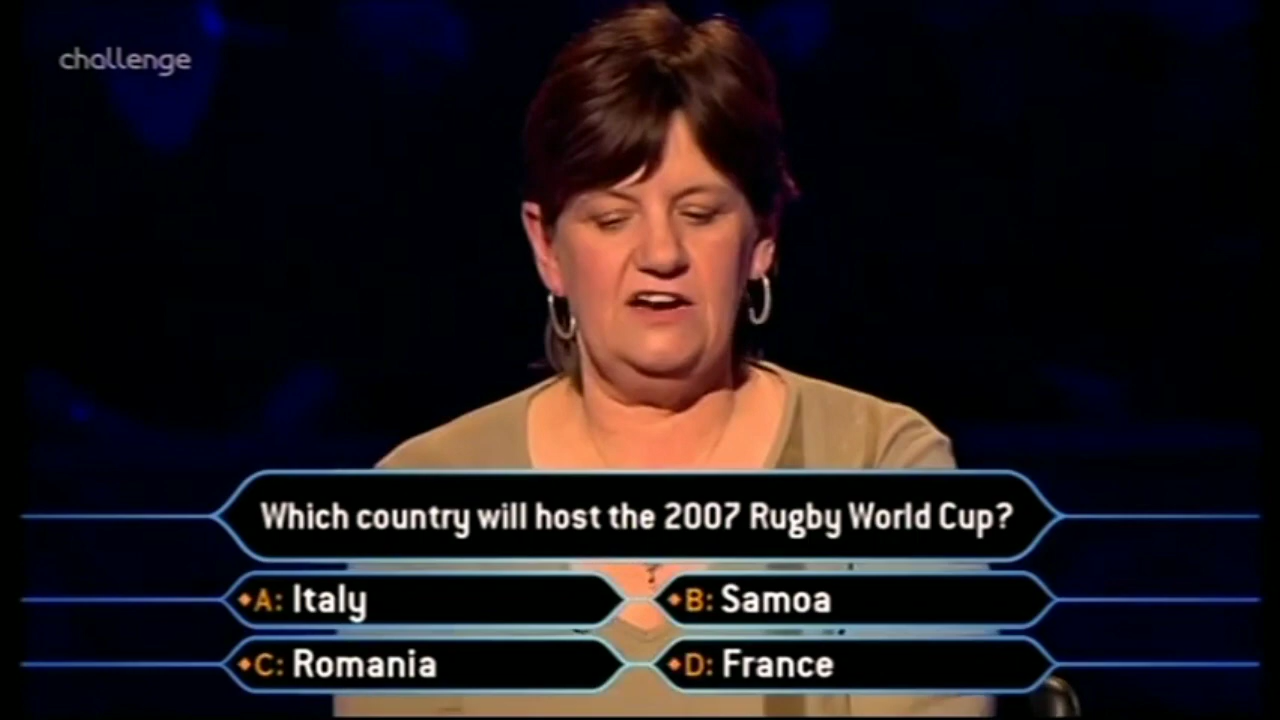 challenge
Which country will host the 2007 Rugby World Cup?
A: Italy
B: Samoa
C: Romania
D: France